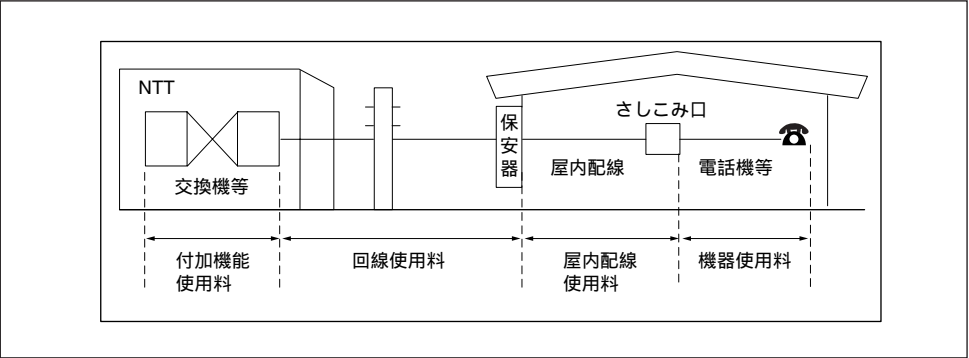 NTT
交換機等
保安器
さしこみ口
屋内配線
電話機等
付加機能
使用料
回線使用料
屋内配線
使用料
機器使用料